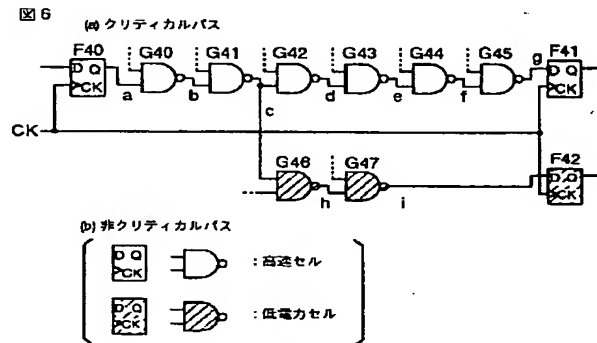 図6
(a) クリティカルパス
F40 G40 G41 G42 G43 G44 G45 g F41
D Q
CK
a b d e f
D Q
CK
c
CK
G46 G47 F42
D Q
CK
h i
(b) 非クリティカルパス
D Q
CK
:高速セル
D Q
CK
:低電力セル